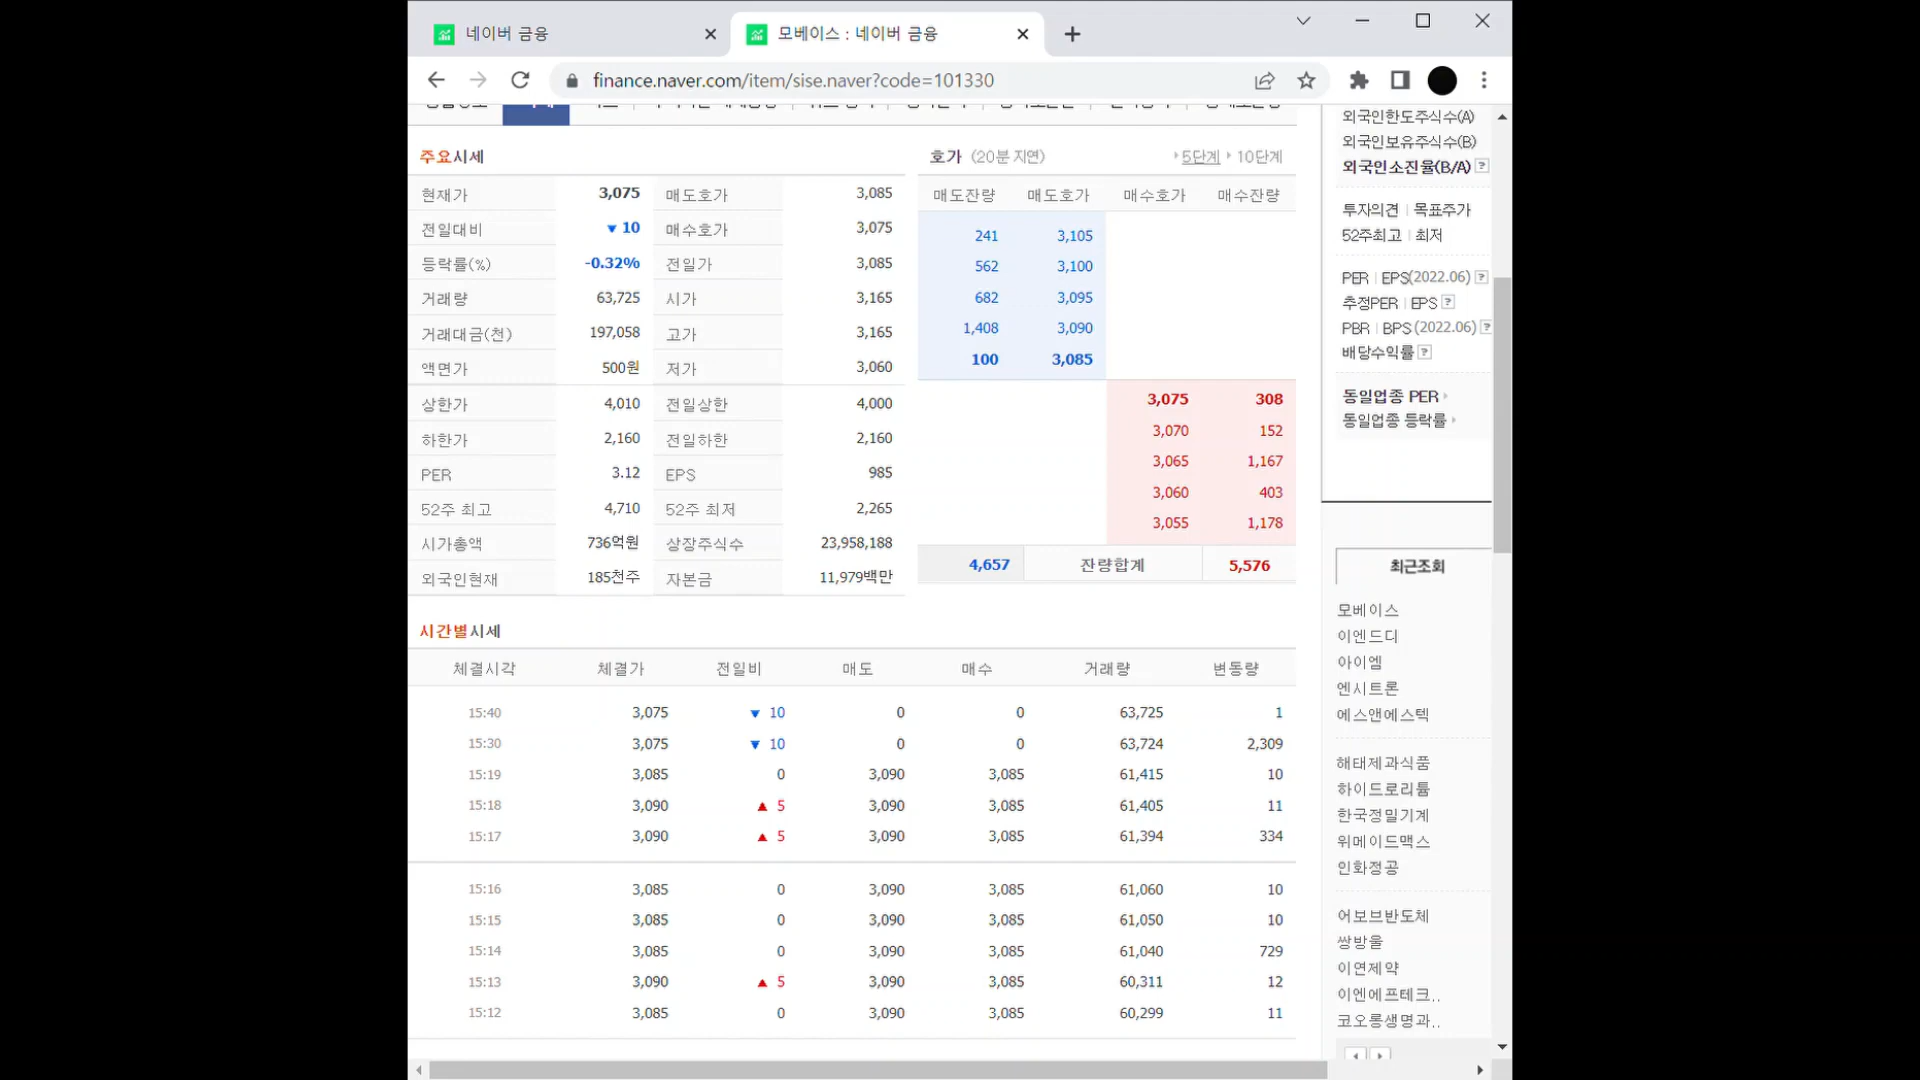 네이버 금융
모베이스 : 네이버 금융
finance.naver.com/item/sise.naver?code=101330
주요시세
현재가 3,075 매도호가 3,085
전일대비 ▼ 10 매수호가 3,075
등락률(%) -0.32% 전일가 3,085
거래량 63,725 시가 3,165
거래대금(천) 197,058 고가 3,165
액면가 500원 저가 3,060
상한가 4,010 전일상한 4,000
하한가 2,160 전일하한 2,160
PER 3.12 EPS 985
52주 최고 4,710 52주 최저 2,265
시가총액 736억원 상장주식수 23,958,188
외국인현재 185천주 자본금 11,979백만
호가 (20분 지연) 5단계 10단계
매도잔량 매도호가 매수호가 매수잔량
241 3,105
562 3,100
682 3,095
1,408 3,090
100 3,085
3,075 308
3,070 152
3,065 1,167
3,060 403
3,055 1,178
4,657 잔량합계 5,576
시간별시세
체결시각 체결가 전일비 매도 매수 거래량 변동량
15:40 3,075 ▼ 10 0 0 63,725 1
15:30 3,075 ▼ 10 0 0 63,724 2,309
15:19 3,085 0 3,090 3,085 61,415 10
15:18 3,090 ▲ 5 3,090 3,085 61,405 11
15:17 3,090 ▲ 5 3,090 3,085 61,394 334
15:16 3,085 0 3,090 3,085 61,060 10
15:15 3,085 0 3,090 3,085 61,050 10
15:14 3,085 0 3,090 3,085 61,040 729
15:13 3,090 ▲ 5 3,090 3,085 60,311 12
15:12 3,085 0 3,090 3,085 60,299 11
외국인한도주식수(A)
외국인보유주식수(B)
외국인소진율(B/A) ?
투자의견 | 목표주가
52주최고 | 최저
PER | EPS(2022.06) ?
추정PER | EPS ?
PBR | BPS (2022.06) ?
배당수익률 ?
동일업종 PER
동일업종 등락률
최근조회
모베이스
이엔드디
아이엠
엔시트론
에스앤에스텍
해태제과식품
하이드로리튬
한국정밀기계
위메이드맥스
인화정공
어보브반도체
쌍방울
이연제약
이엔에프테크..
코오롱생명과..